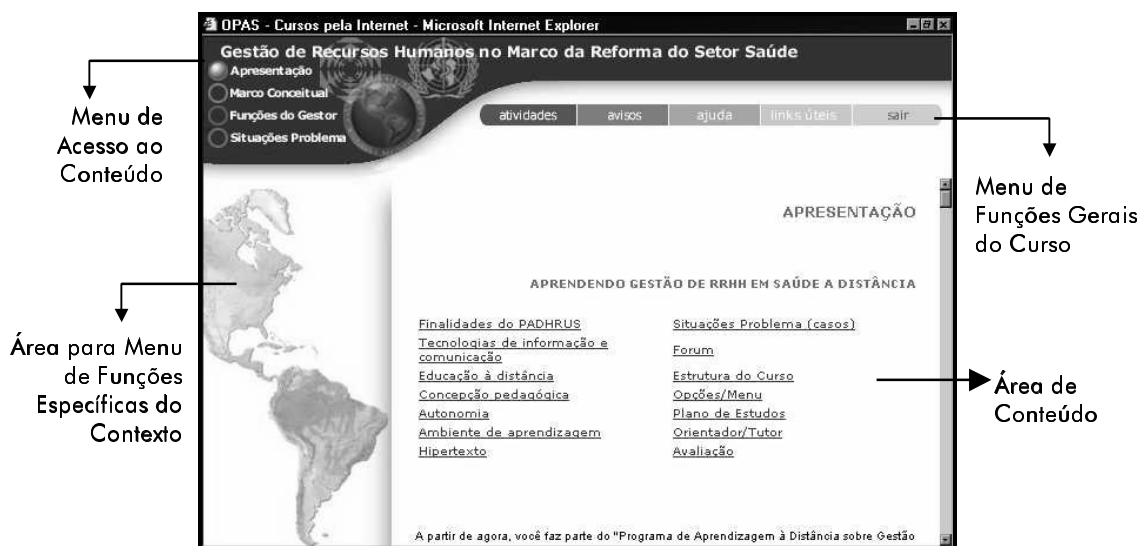 OPAS - Cursos pela Internet - Microsoft Internet Explorer
Gestão de Recursos Humanos no Marco da Reforma do Setor Saúde
Apresentação
Marco Conceitual
Funções do Gestor
Situações Problema
atividades avisos ajuda links úteis sair
Menu de
Acesso ao
Conteúdo
Menu de
Funções Gerais
do Curso
APRESENTAÇÃO
APRENDENDO GESTÃO DE RRHH EM SAÚDE A DISTÂNCIA
Finalidades do PADHRUS
Tecnologias de informação e
comunicação
Educação à distância
Concepção pedagógica
Autonomia
Ambiente de aprendizagem
Hipertexto
Situações Problema (casos)
Forum
Estrutura do Curso
Opções/Menu
Plano de Estudos
Orientador/Tutor
Avaliação
Área para Menu
de Funções
Específicas do
Contexto
Área de
Conteúdo
A partir de agora, você faz parte do "Programa de Aprendizagem à Distância sobre Gestão